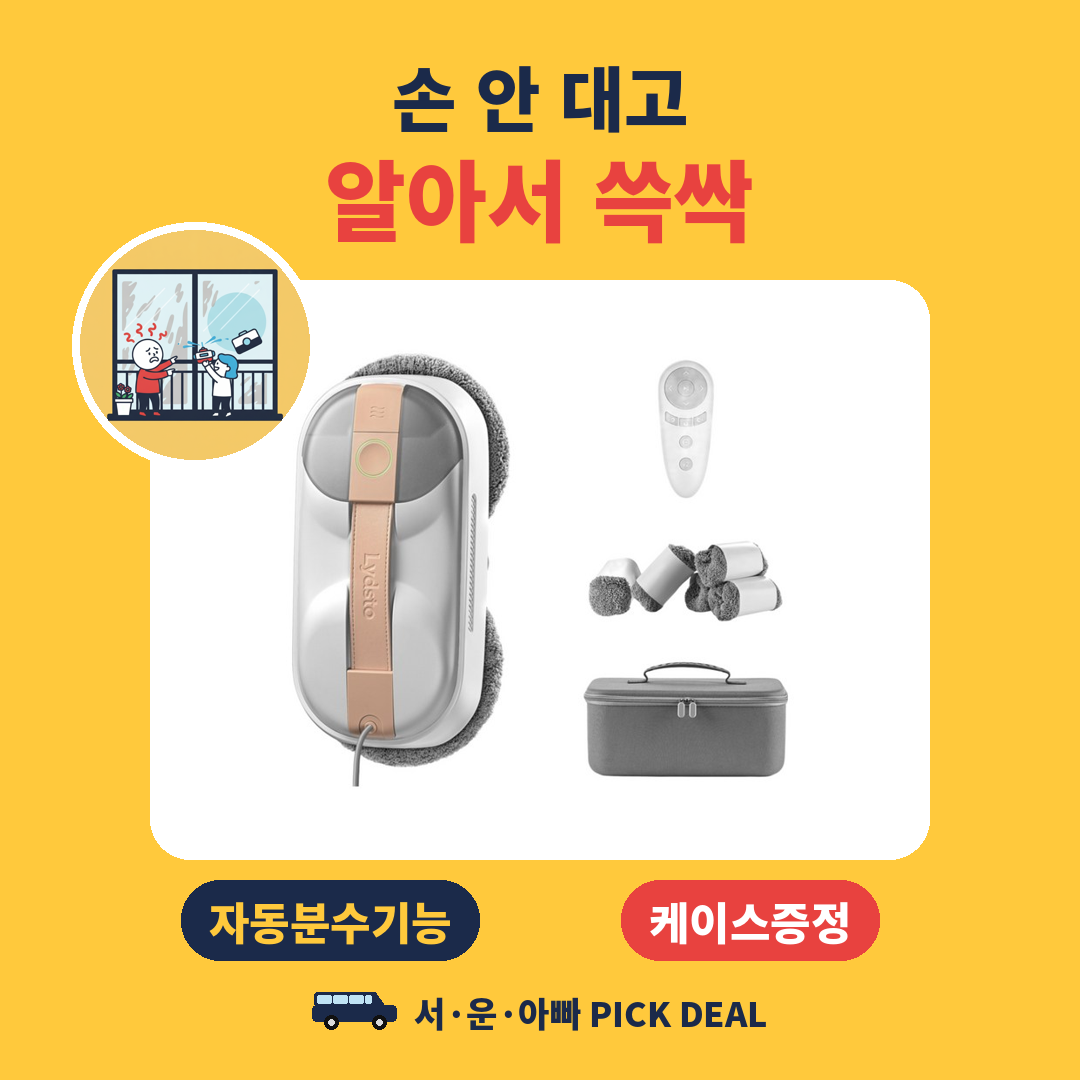 손 안 대고
알아서 쓱싹
Lydsto
자동분수기능
케이스증정
서·운·아빠 PICK DEAL